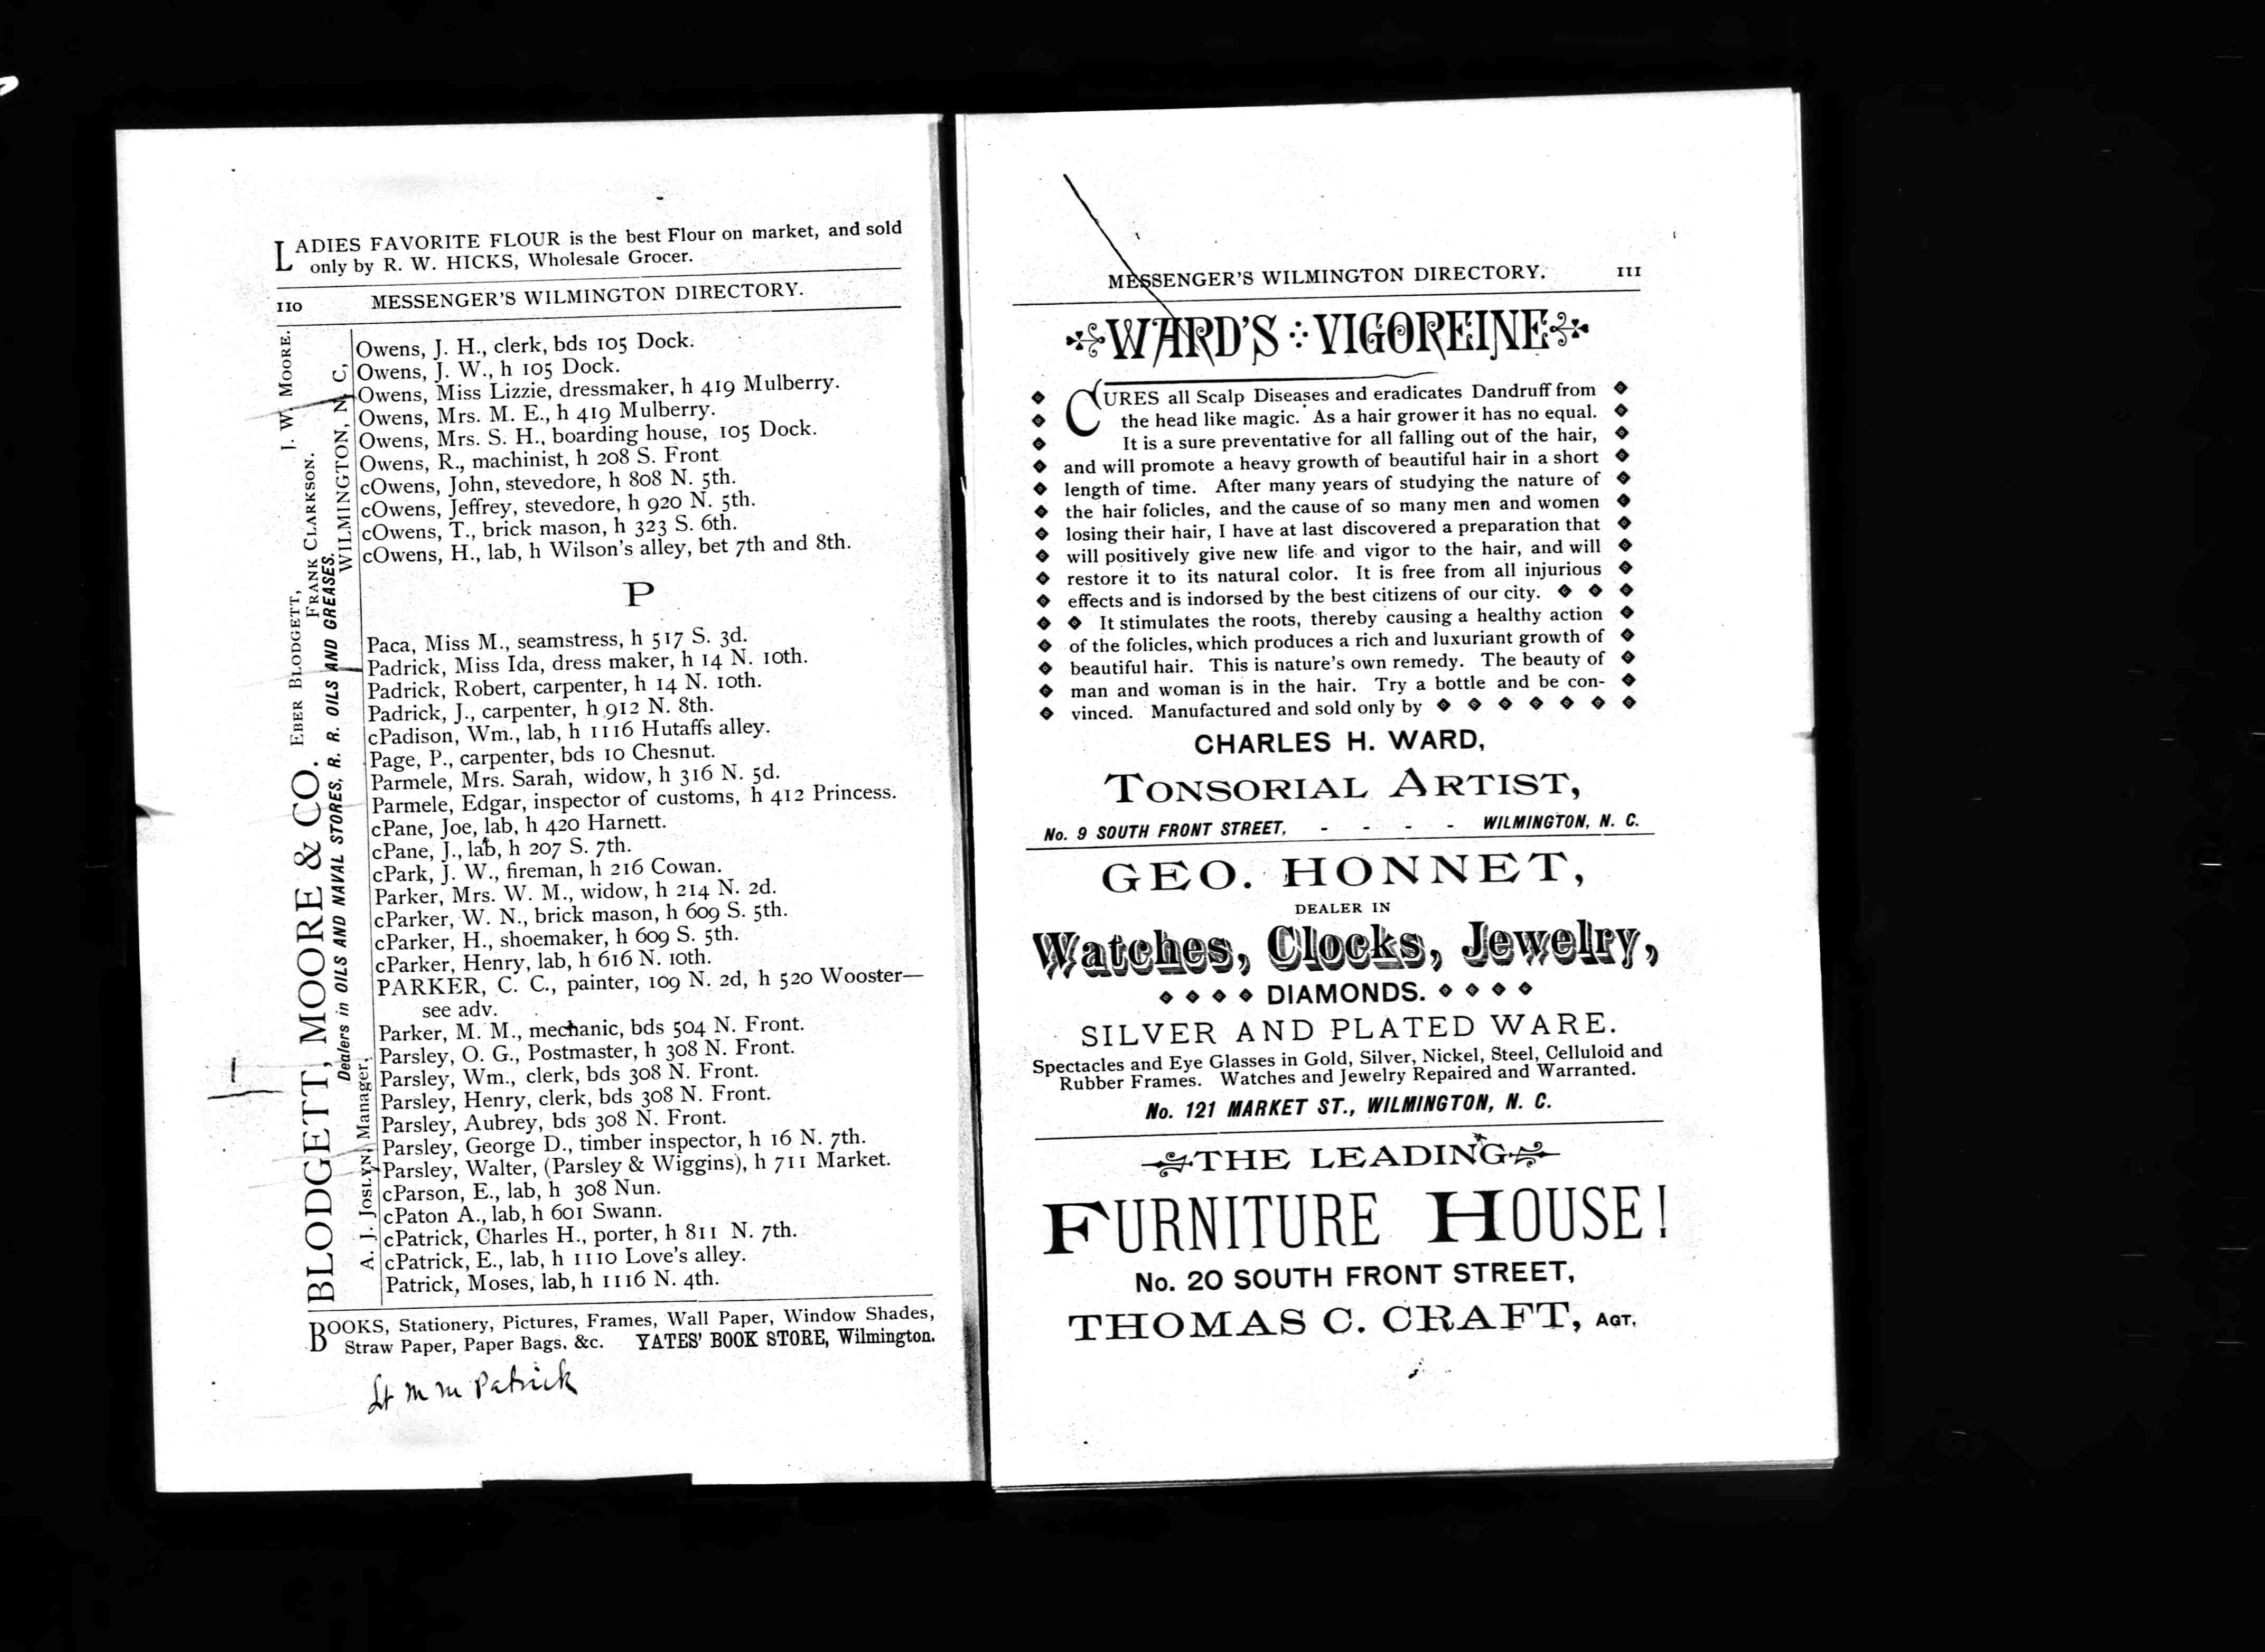 LADIES FAVORITE FLOUR is the best Flour on market, and sold
only by R. W. HICKS, Wholesale Grocer.
110 MESSENGER'S WILMINGTON DIRECTORY.
Owens, J. H., clerk, bds 105 Dock.
Owens, J. W., h 105 Dock.
Owens, Miss Lizzie, dressmaker, h 419 Mulberry.
Owens, Mrs. M. E., h 419 Mulberry.
Owens, Mrs. S. H., boarding house, 105 Dock.
Owens, R., machinist, h 208 S. Front
cOwens, John, stevedore, h 808 N. 5th.
cOwens, Jeffrey, stevedore, h 920 N. 5th.
cOwens, T., brick mason, h 323 S. 6th.
cOwens, H., lab, h Wilson's alley, bet 7th and 8th.
P
Paca, Miss M., seamstress, h 517 S. 3d.
Padrick, Miss Ida, dress maker, h 14 N. 10th.
Padrick, Robert, carpenter, h 14 N. 10th.
Padrick, J., carpenter, h 912 N. 8th.
cPadison, Wm., lab, h 1116 Hutaffs alley.
Page, P., carpenter, bds 10 Chesnut.
Parmele, Mrs. Sarah, widow, h 316 N. 5d.
Parmele, Edgar, inspector of customs, h 412 Princess.
cPane, Joe, lab, h 420 Harnett.
cPane, J., lab, h 207 S. 7th.
cPark, J. W., fireman, h 216 Cowan.
Parker, Mrs. W. M., widow, h 214 N. 2d.
cParker, W. N., brick mason, h 609 S. 5th.
cParker, H., shoemaker, h 609 S. 5th.
cParker, Henry, lab, h 616 N. 10th.
PARKER, C. C., painter, 109 N. 2d, h 520 Wooster—
see adv.
Parker, M. M., mechanic, bds 504 N. Front.
Parsley, O. G., Postmaster, h 308 N. Front.
Parsley, Wm., clerk, bds 308 N. Front.
Parsley, Henry, clerk, bds 308 N. Front.
Parsley, Aubrey, bds 308 N. Front.
Parsley, George D., timber inspector, h 16 N. 7th.
Parsley, Walter, (Parsley & Wiggins), h 711 Market.
cParson, E., lab, h 308 Nun.
cPaton A., lab, h 601 Swann.
cPatrick, Charles H., porter, h 811 N. 7th.
cPatrick, E., lab, h 1110 Love's alley.
Patrick, Moses, lab, h 1116 N. 4th.
BOOKS, Stationery, Pictures, Frames, Wall Paper, Window Shades,
Straw Paper, Paper Bags, &c. YATES' BOOK STORE, Wilmington.
Lt M M Patrick
J. W. MOORE.
EBER BLODGETT, FRANK CLARKSON.
BLODGETT, MOORE & CO.
Dealers in OILS AND NAVAL STORES, R. R. OILS AND GREASES.
A. J. JOSLYN, Manager. WILMINGTON, N. C.
MESSENGER'S WILMINGTON DIRECTORY. 111
WARD'S VIGOREINE
CURES all Scalp Diseases and eradicates Dandruff from
the head like magic. As a hair grower it has no equal.
It is a sure preventative for all falling out of the hair,
and will promote a heavy growth of beautiful hair in a short
length of time. After many years of studying the nature of
the hair folicles, and the cause of so many men and women
losing their hair, I have at last discovered a preparation that
will positively give new life and vigor to the hair, and will
restore it to its natural color. It is free from all injurious
effects and is indorsed by the best citizens of our city.
It stimulates the roots, thereby causing a healthy action
of the folicles, which produces a rich and luxuriant growth of
beautiful hair. This is nature's own remedy. The beauty of
man and woman is in the hair. Try a bottle and be con-
vinced. Manufactured and sold only by
CHARLES H. WARD,
TONSORIAL ARTIST,
No. 9 SOUTH FRONT STREET, - - - - WILMINGTON, N. C.
GEO. HONNET,
DEALER IN
Watches, Clocks, Jewelry,
DIAMONDS.
SILVER AND PLATED WARE.
Spectacles and Eye Glasses in Gold, Silver, Nickel, Steel, Celluloid and
Rubber Frames. Watches and Jewelry Repaired and Warranted.
No. 121 MARKET ST., WILMINGTON, N. C.
THE LEADING
FURNITURE HOUSE!
No. 20 SOUTH FRONT STREET,
THOMAS C. CRAFT, AGT,